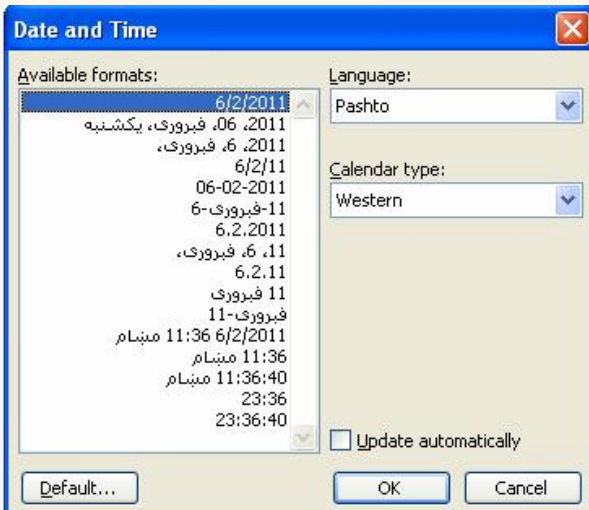 Date and Time
Available formats:
6/2/2011
2011، 06، فبروری، یکشنبه
2011، 6، فبروری،
6/2/11
06-02-2011
11-فبروری-6
6.2.2011
11، 6، فبروری،
6.2.11
11 فبروری
فبروری-11
6/2/2011 11:36 مښام
11:36 مښام
11:36:40 مښام
23:36
23:36:40
Language:
Pashto
Calendar type:
Western
Update automatically
Default...
OK
Cancel